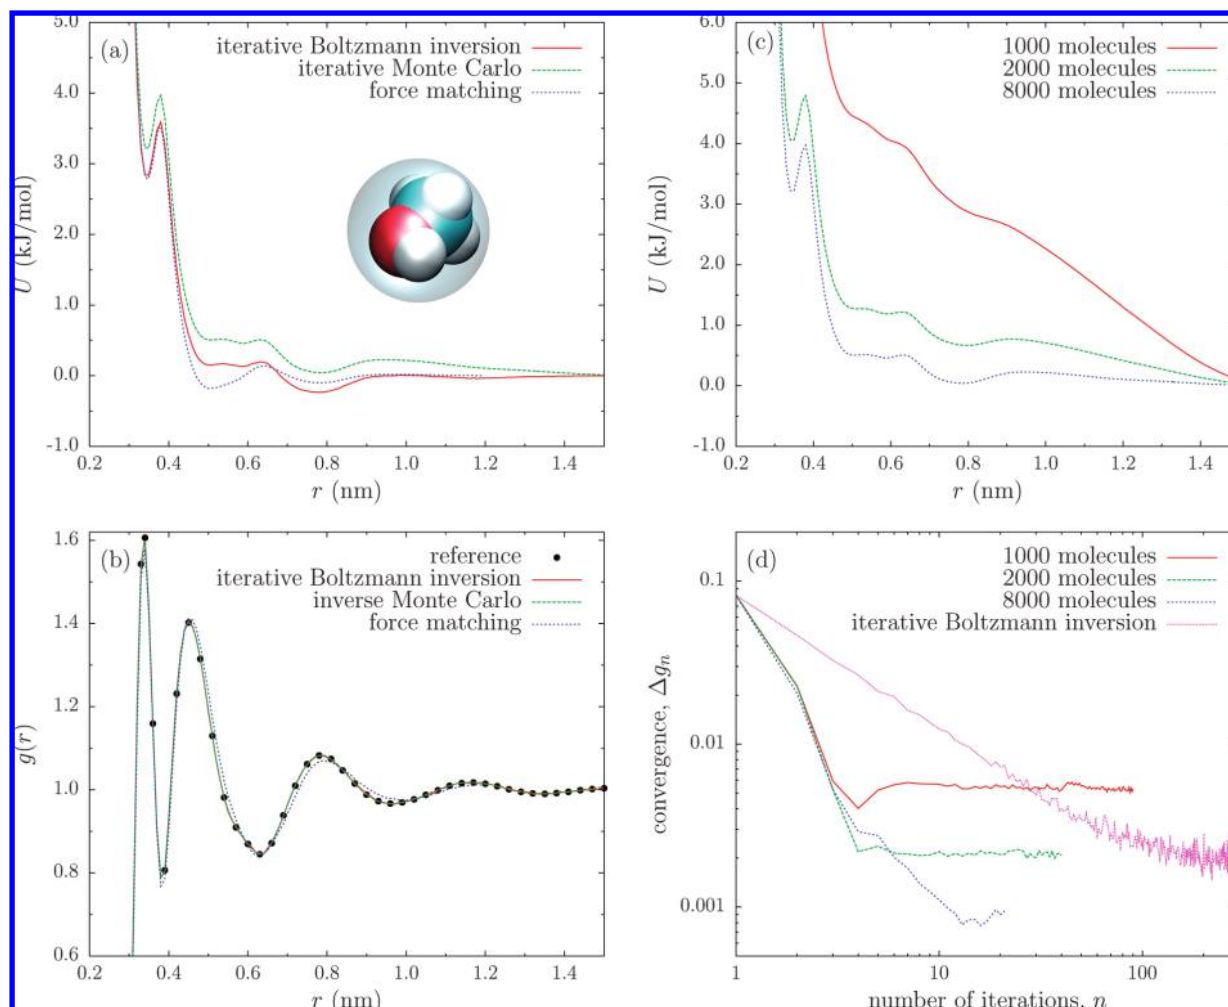 5.0
4.0
3.0
2.0
1.0
0.0
-1.0
U (kJ/mol)
(a)
iterative Boltzmann inversion
iterative Monte Carlo
force matching
0.2 0.4 0.6 0.8 1.0 1.2 1.4
r (nm)
6.0
5.0
4.0
3.0
2.0
1.0
0.0
-1.0
U (kJ/mol)
(c)
1000 molecules
2000 molecules
8000 molecules
0.2 0.4 0.6 0.8 1.0 1.2 1.4
r (nm)
1.6
1.4
1.2
1.0
0.8
0.6
g(r)
(b)
reference
iterative Boltzmann inversion
inverse Monte Carlo
force matching
0.2 0.4 0.6 0.8 1.0 1.2 1.4
r (nm)
0.1
0.01
0.001
convergence, Δgₙ
(d)
1000 molecules
2000 molecules
8000 molecules
iterative Boltzmann inversion
1 10 100
number of iterations, n